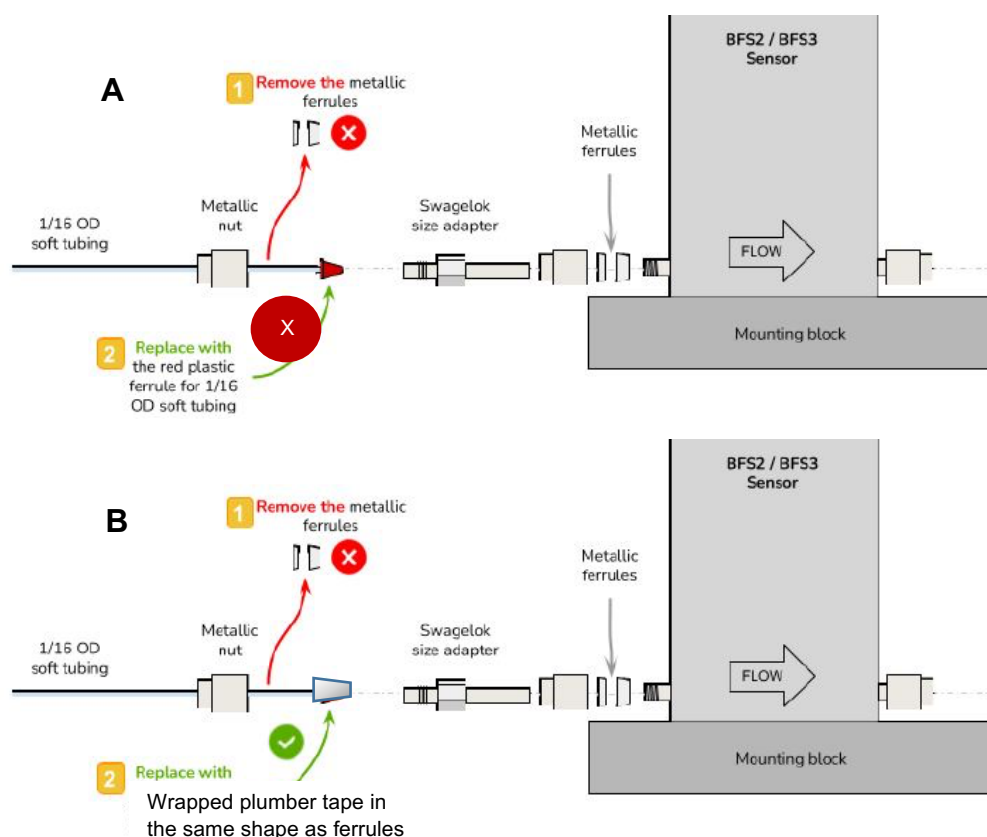 A
1 Remove the metallic
ferrules
BFS2 / BFS3
Sensor
Metallic
ferrules
1/16 OD
soft tubing
Metallic
nut
Swagelok
size adapter
FLOW
X
2 Replace with
the red plastic
ferrule for 1/16
OD soft tubing
Mounting block
B
1 Remove the metallic
ferrules
BFS2 / BFS3
Sensor
Metallic
ferrules
1/16 OD
soft tubing
Metallic
nut
Swagelok
size adapter
FLOW
2 Replace with
Wrapped plumber tape in
the same shape as ferrules
Mounting block